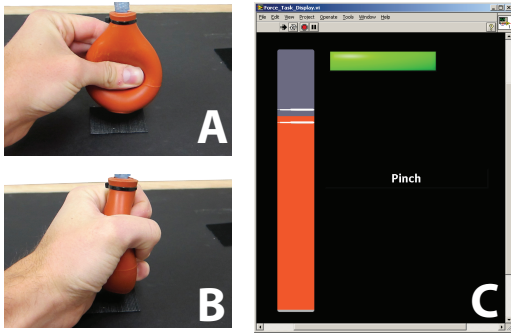 A
B
Force_Task_Display.vi
File Edit View Project Operate Tools Window Help
Pinch
C